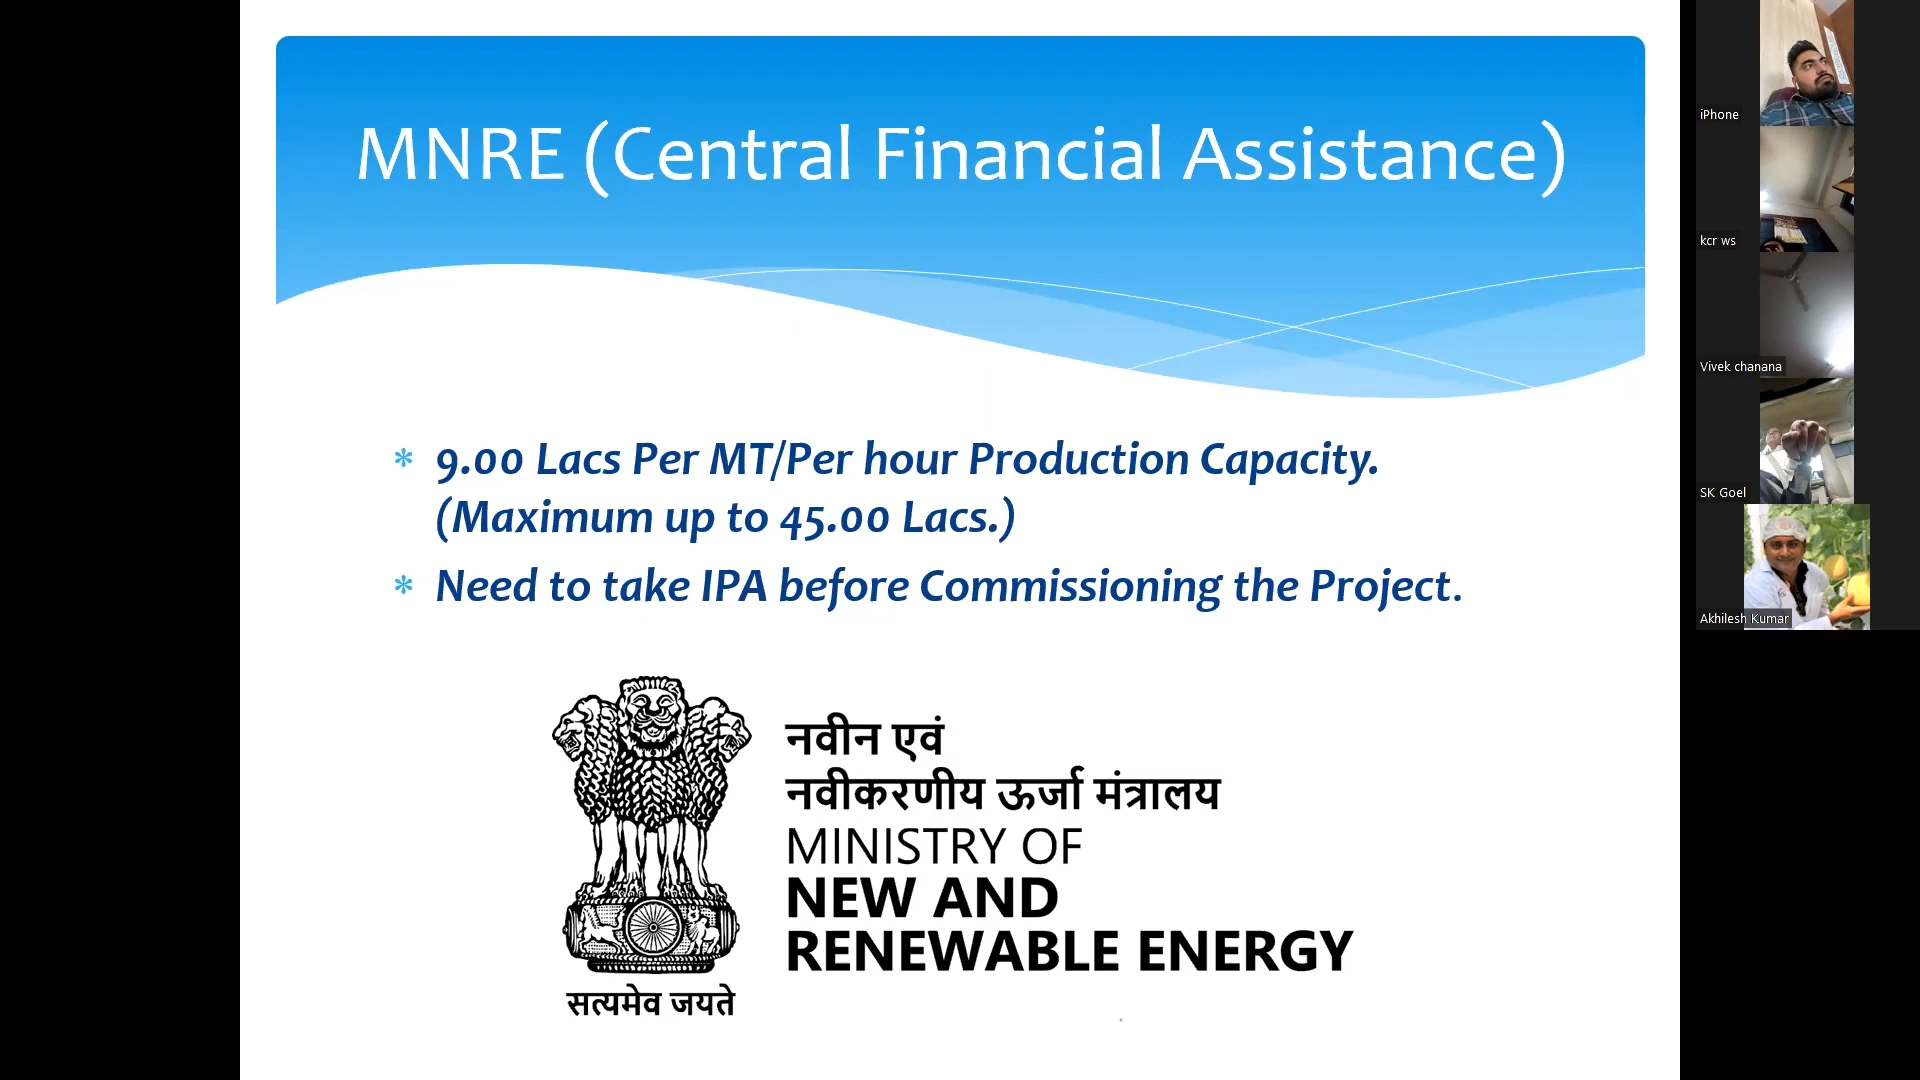 MNRE (Central Financial Assistance)
* 9.00 Lacs Per MT/Per hour Production Capacity.
(Maximum up to 45.00 Lacs.)
* Need to take IPA before Commissioning the Project.
नवीन एवं
नवीकरणीय ऊर्जा मंत्रालय
MINISTRY OF
NEW AND
RENEWABLE ENERGY
सत्यमेव जयते
iPhone
kcr ws
Vivek chanana
SK Goel
Akhilesh Kumar